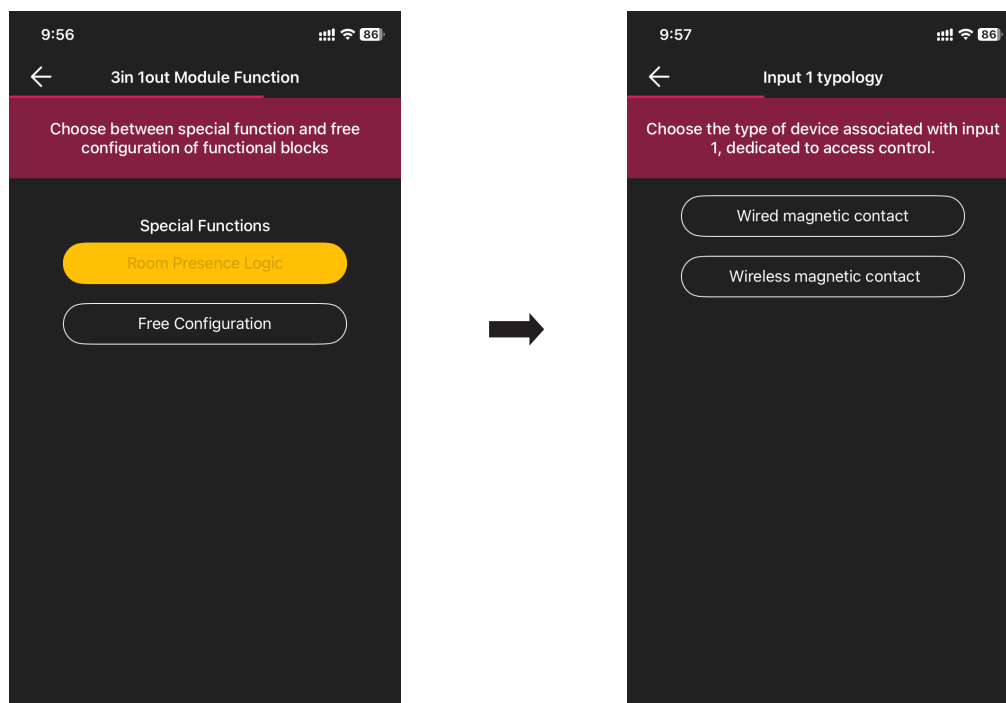 9:56
86
3in 1out Module Function
Choose between special function and free
configuration of functional blocks
Special Functions
Room Presence Logic
Free Configuration
9:57
86
Input 1 typology
Choose the type of device associated with input
1, dedicated to access control.
Wired magnetic contact
Wireless magnetic contact